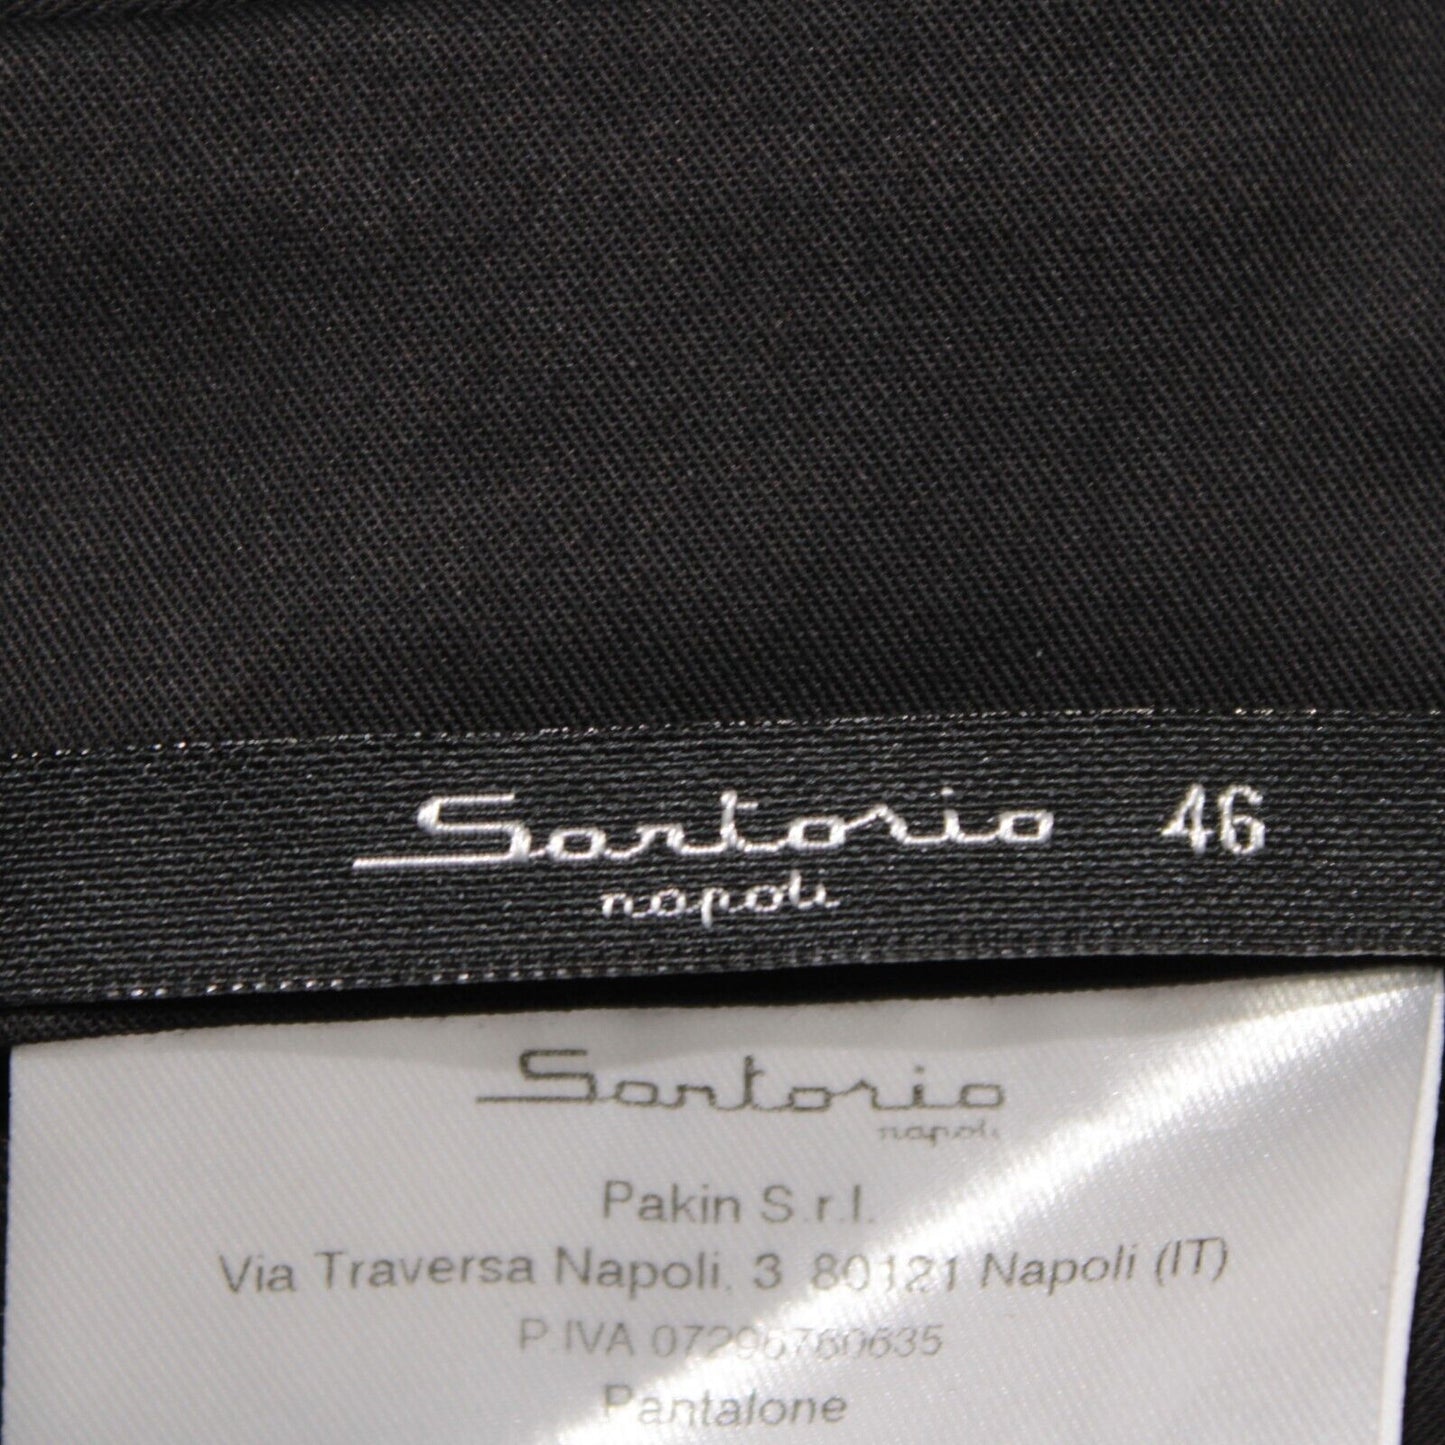 Sartorio 46
napoli
Sartorio
napoli
Pakin S.r.l.
Via Traversa Napoli, 3 80121 Napoli (IT)
P.IVA 07296760635
Pantalone